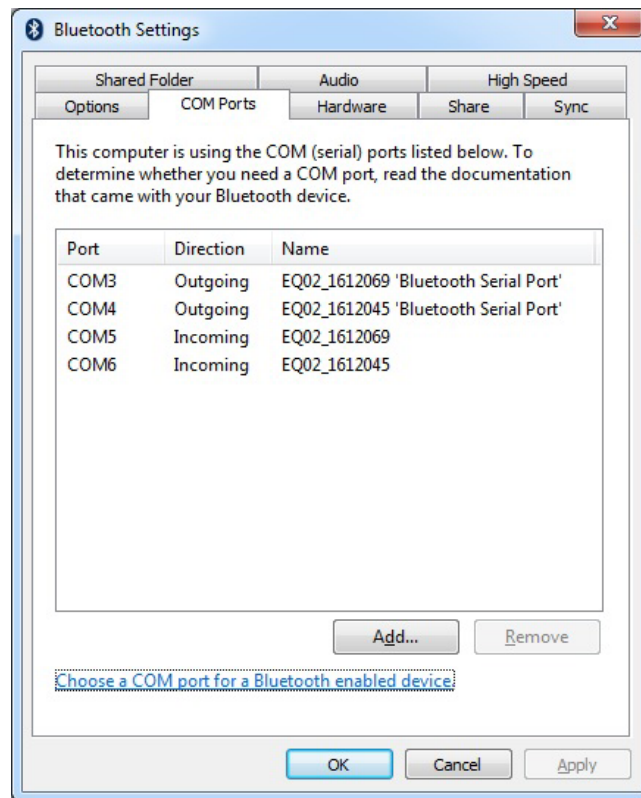 Bluetooth Settings
Shared Folder Audio High Speed
Options COM Ports Hardware Share Sync
This computer is using the COM (serial) ports listed below. To
determine whether you need a COM port, read the documentation
that came with your Bluetooth device.
Port Direction Name
COM3 Outgoing EQ02_1612069 'Bluetooth Serial Port'
COM4 Outgoing EQ02_1612045 'Bluetooth Serial Port'
COM5 Incoming EQ02_1612069
COM6 Incoming EQ02_1612045
Add... Remove
Choose a COM port for a Bluetooth enabled device.
OK Cancel Apply